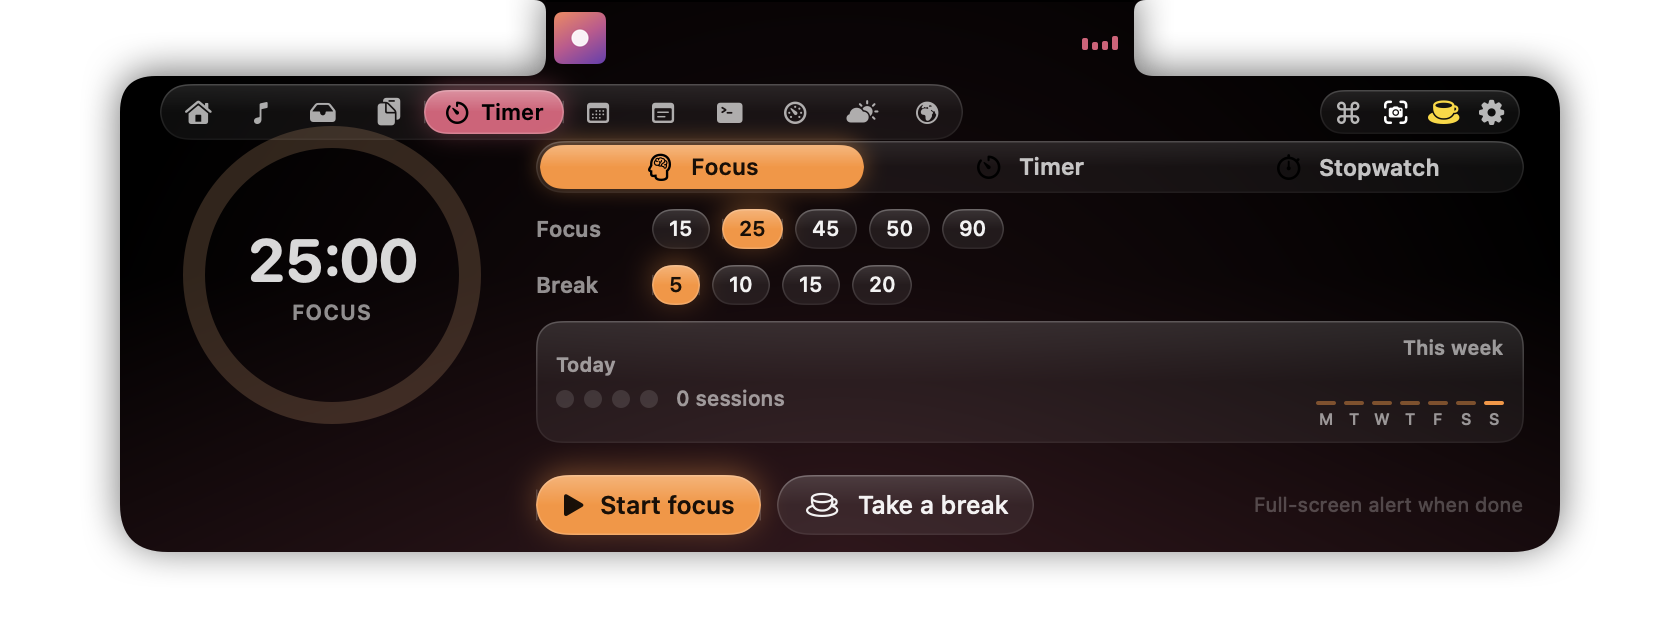 Timer
Focus
Timer
Stopwatch
25:00
FOCUS
Focus 15 25 45 50 90
Break 5 10 15 20
Today
0 sessions
This week
M T W T F S S
Start focus
Take a break
Full-screen alert when done